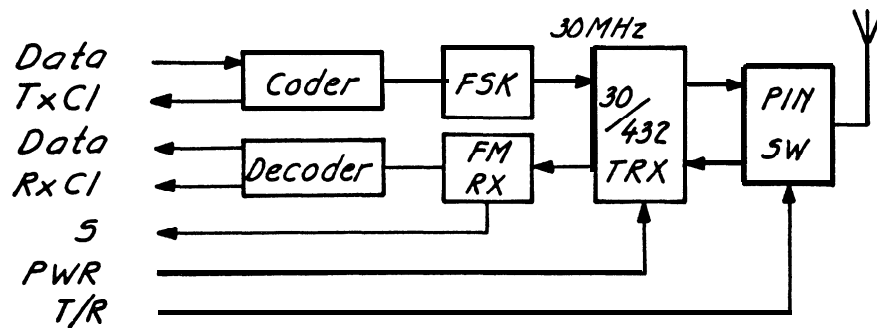 30MHz
Data
TxCl
Coder
FSK
30/432
TRX
PIN
SW
Data
RxCl
Decoder
FM
RX
S
PWR
T/R